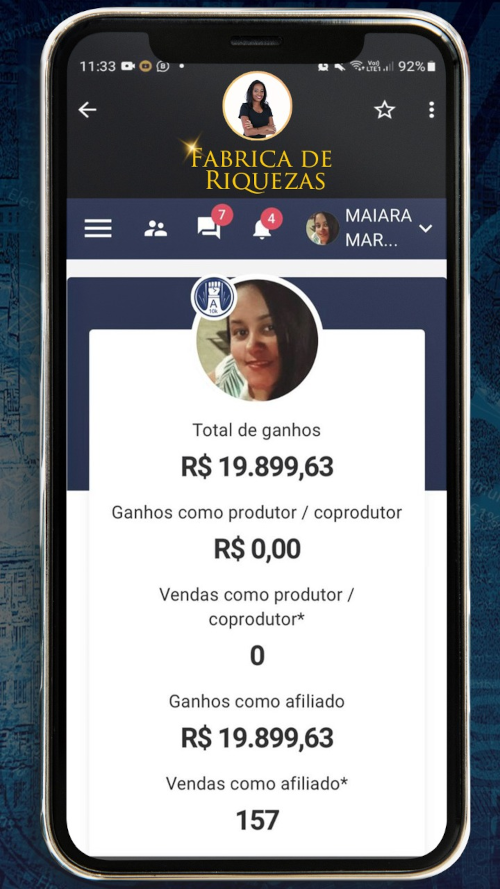 11:33
Vo))
LTE1
92%
FABRICA DE
RIQUEZAS
7
4
MAIARA
MAR...
A
10k
Total de ganhos
R$ 19.899,63
Ganhos como produtor / coprodutor
R$ 0,00
Vendas como produtor /
coprodutor*
0
Ganhos como afiliado
R$ 19.899,63
Vendas como afiliado*
157